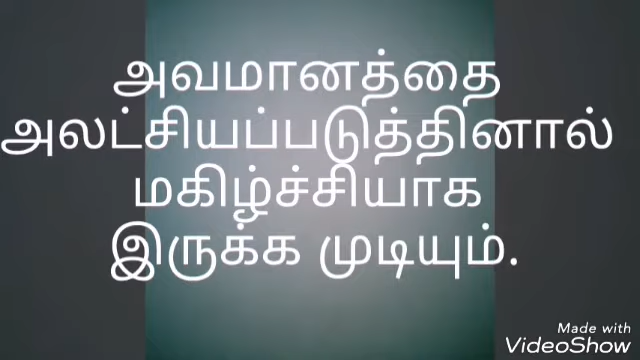 அவமானத்தை
அலட்சியப்படுத்தினால்
மகிழ்ச்சியாக
இருக்க முடியும்.
Made with
VideoShow